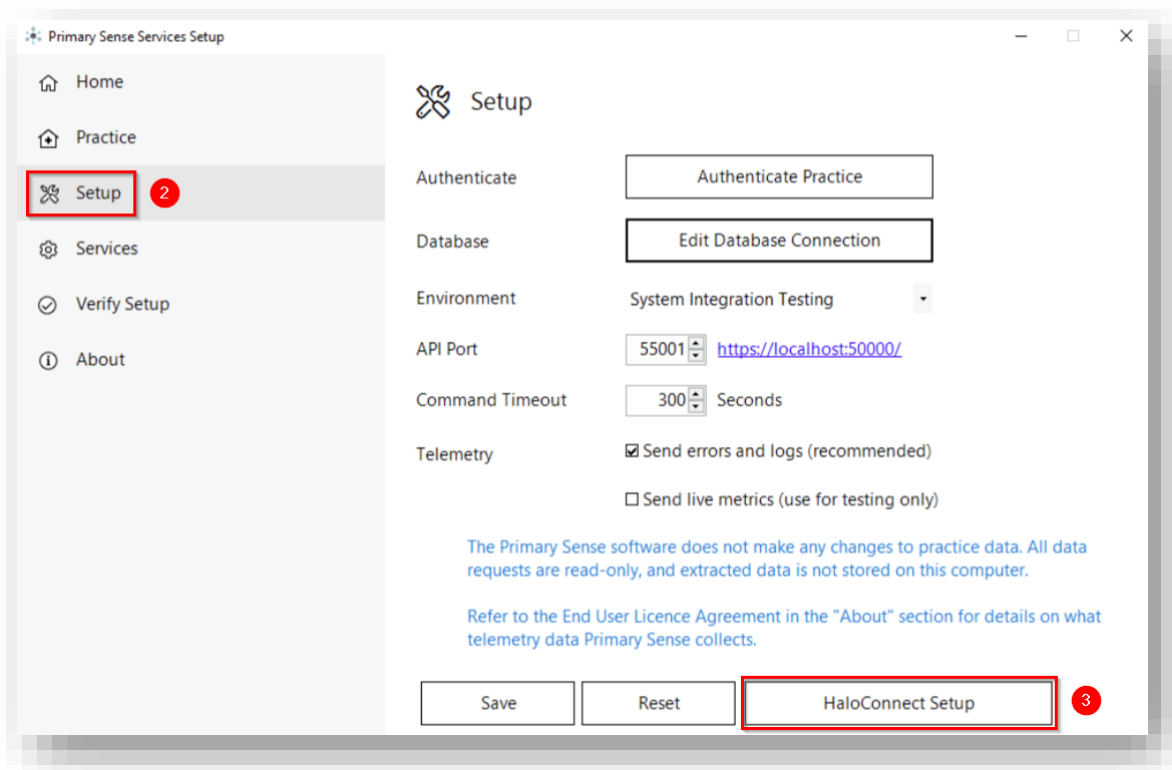 Primary Sense Services Setup
Home
Practice
Setup 2
Services
Verify Setup
About
Setup
Authenticate Authenticate Practice
Database Edit Database Connection
Environment System Integration Testing
API Port 55001 https://localhost:50000/
Command Timeout 300 Seconds
Telemetry Send errors and logs (recommended)
Send live metrics (use for testing only)
The Primary Sense software does not make any changes to practice data. All data
requests are read-only, and extracted data is not stored on this computer.
Refer to the End User Licence Agreement in the "About" section for details on what
telemetry data Primary Sense collects.
Save Reset HaloConnect Setup 3